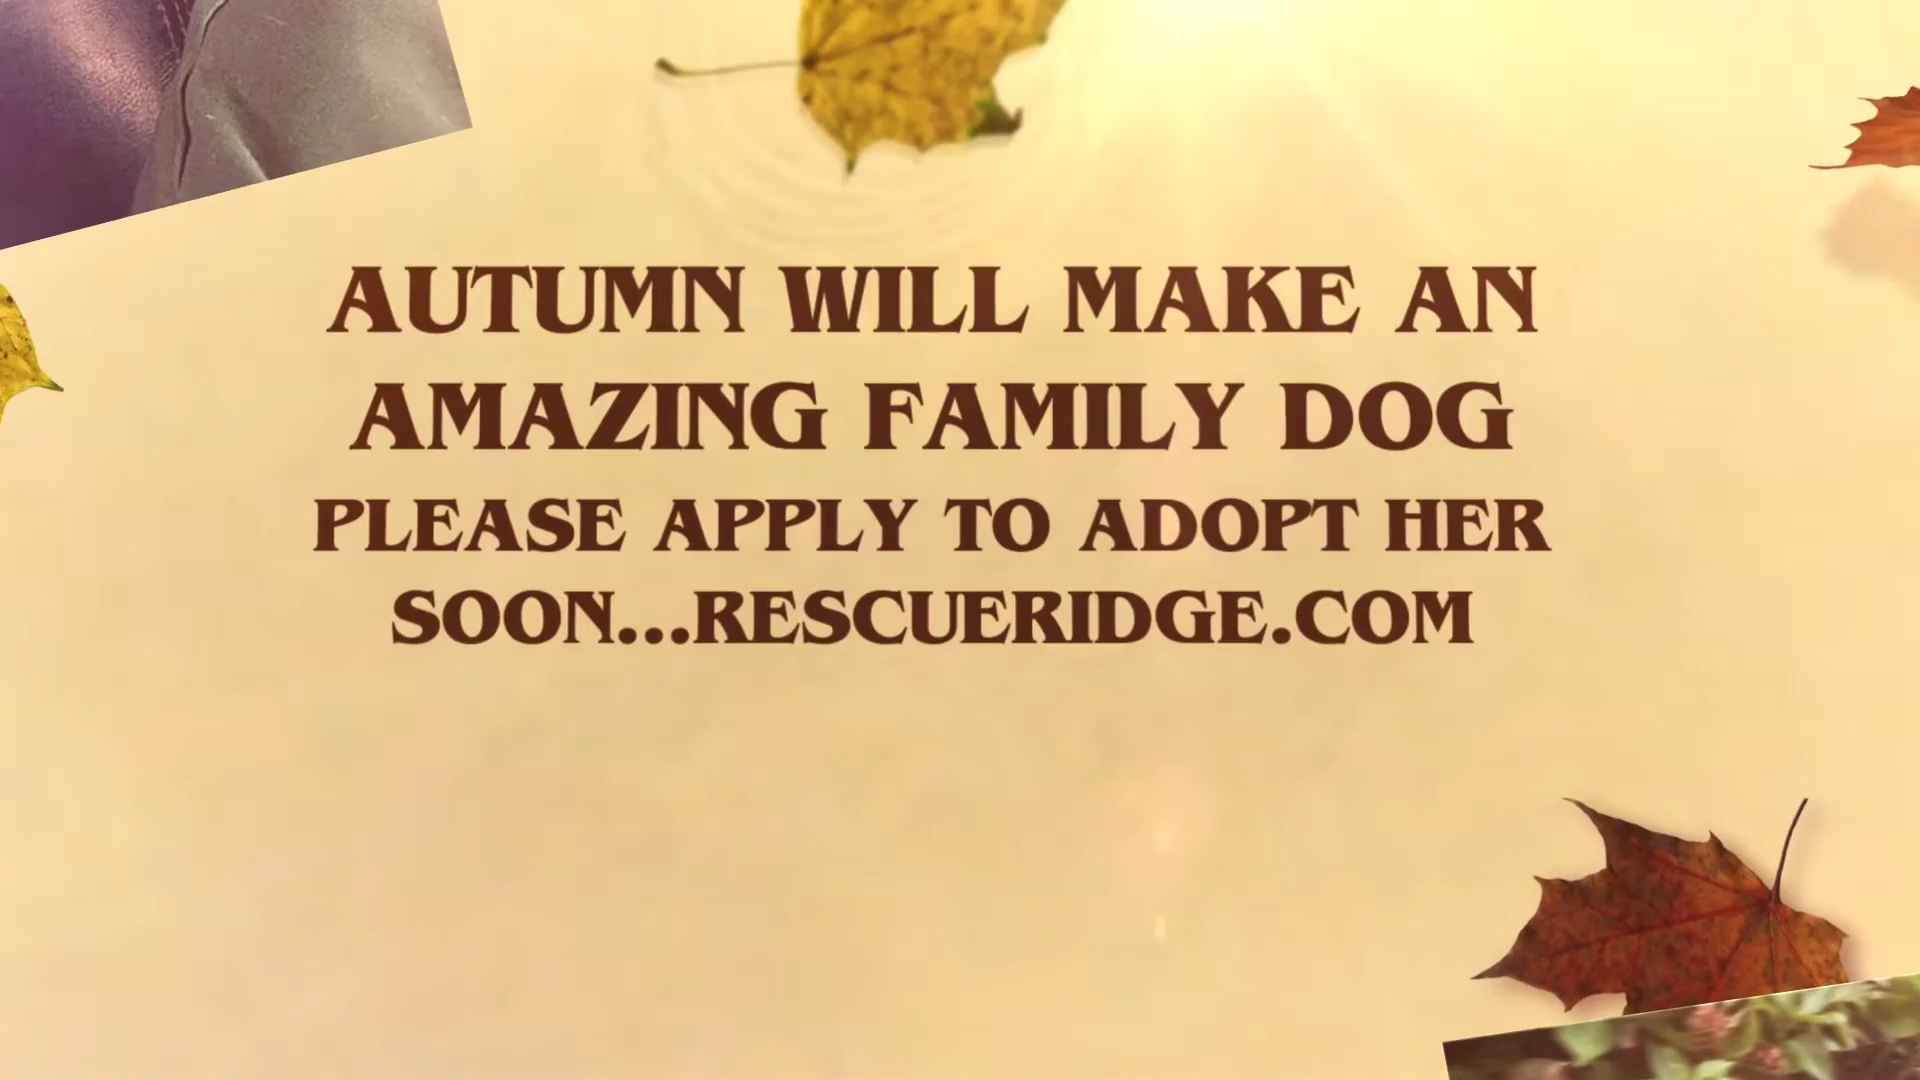 AUTUMN WILL MAKE AN
AMAZING FAMILY DOG
PLEASE APPLY TO ADOPT HER
SOON...RESCUERIDGE.COM